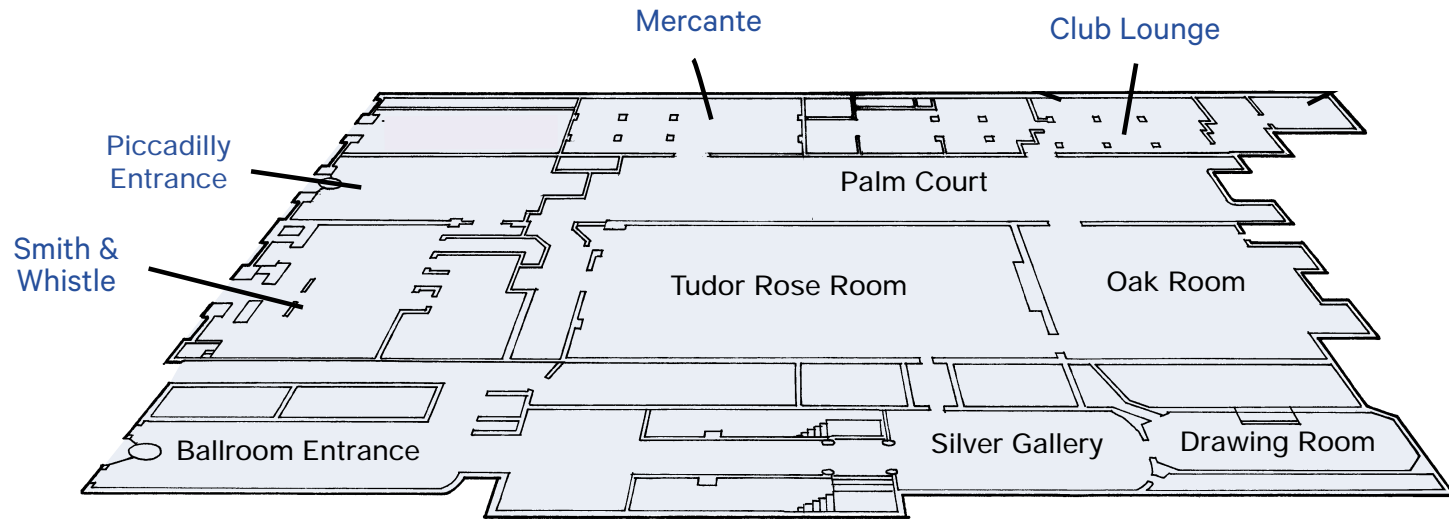 Mercante
Club Lounge
Piccadilly
Entrance
Palm Court
Smith &
Whistle
Tudor Rose Room
Oak Room
Ballroom Entrance
Silver Gallery
Drawing Room